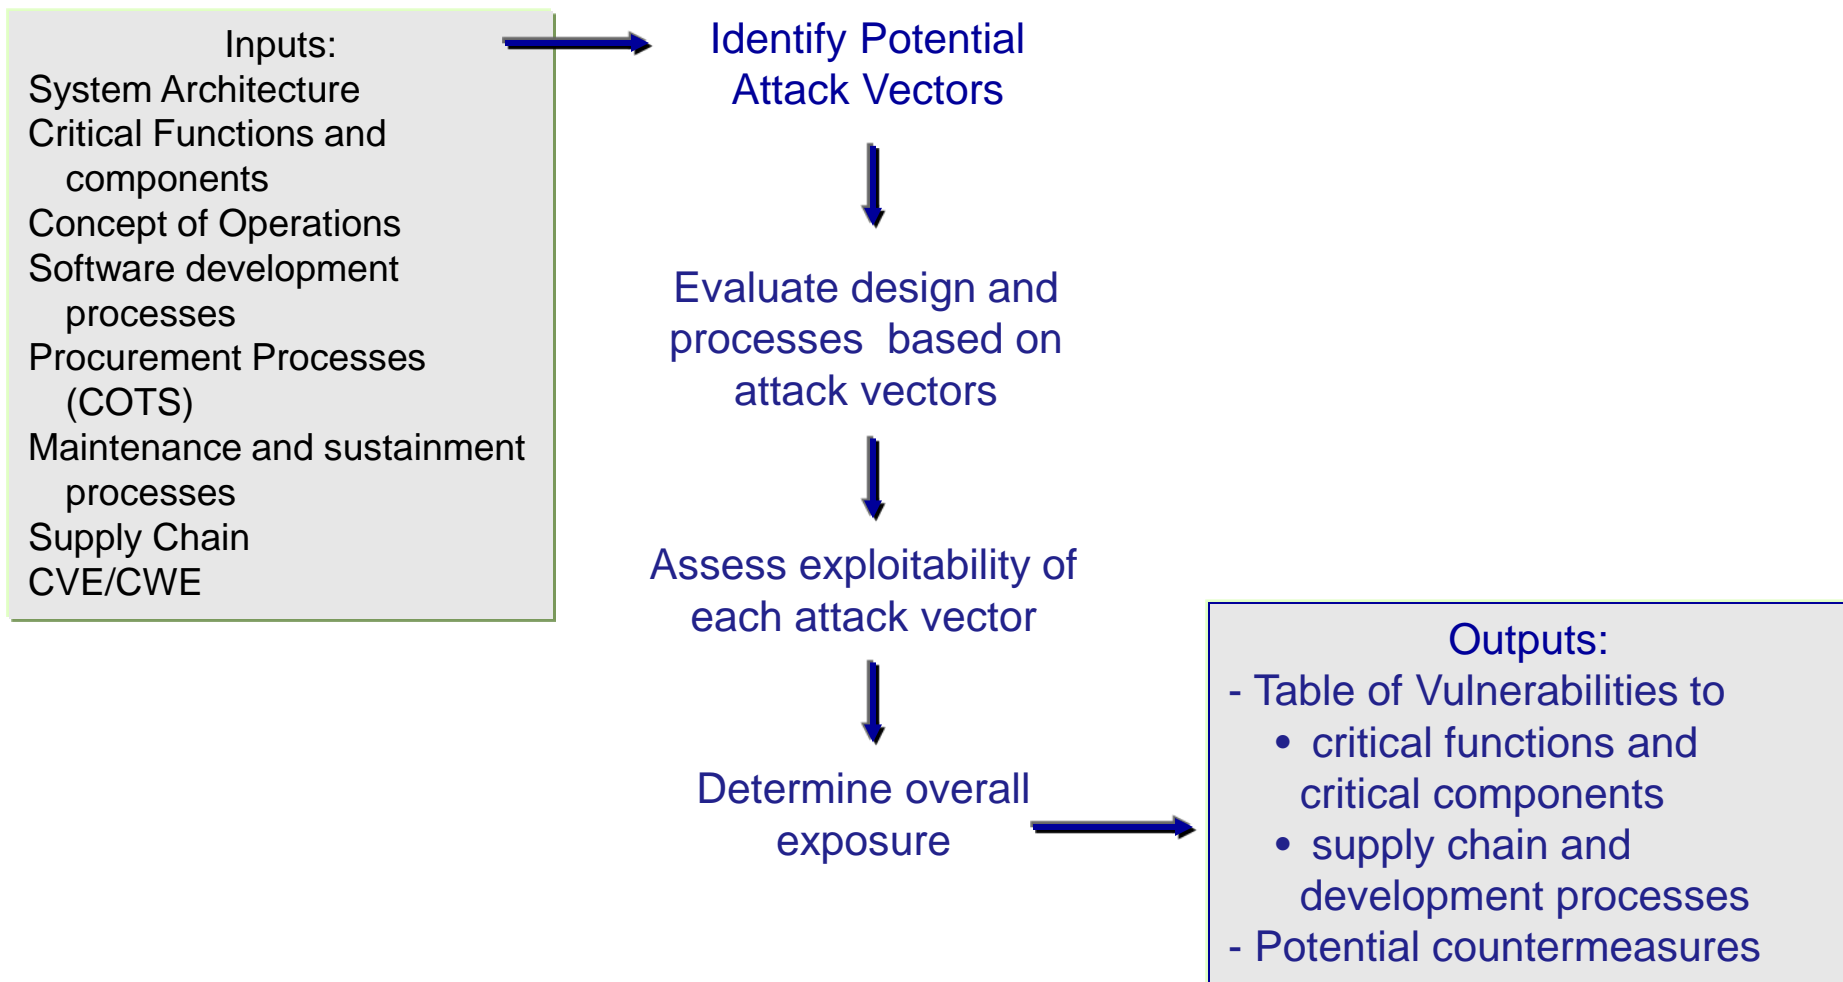 Inputs:
System Architecture
Critical Functions and
components
Concept of Operations
Software development
processes
Procurement Processes
(COTS)
Maintenance and sustainment
processes
Supply Chain
CVE/CWE
Identify Potential
Attack Vectors
Evaluate design and
processes based on
attack vectors
Assess exploitability of
each attack vector
Determine overall
exposure
Outputs:
- Table of Vulnerabilities to
• critical functions and
critical components
• supply chain and
development processes
- Potential countermeasures